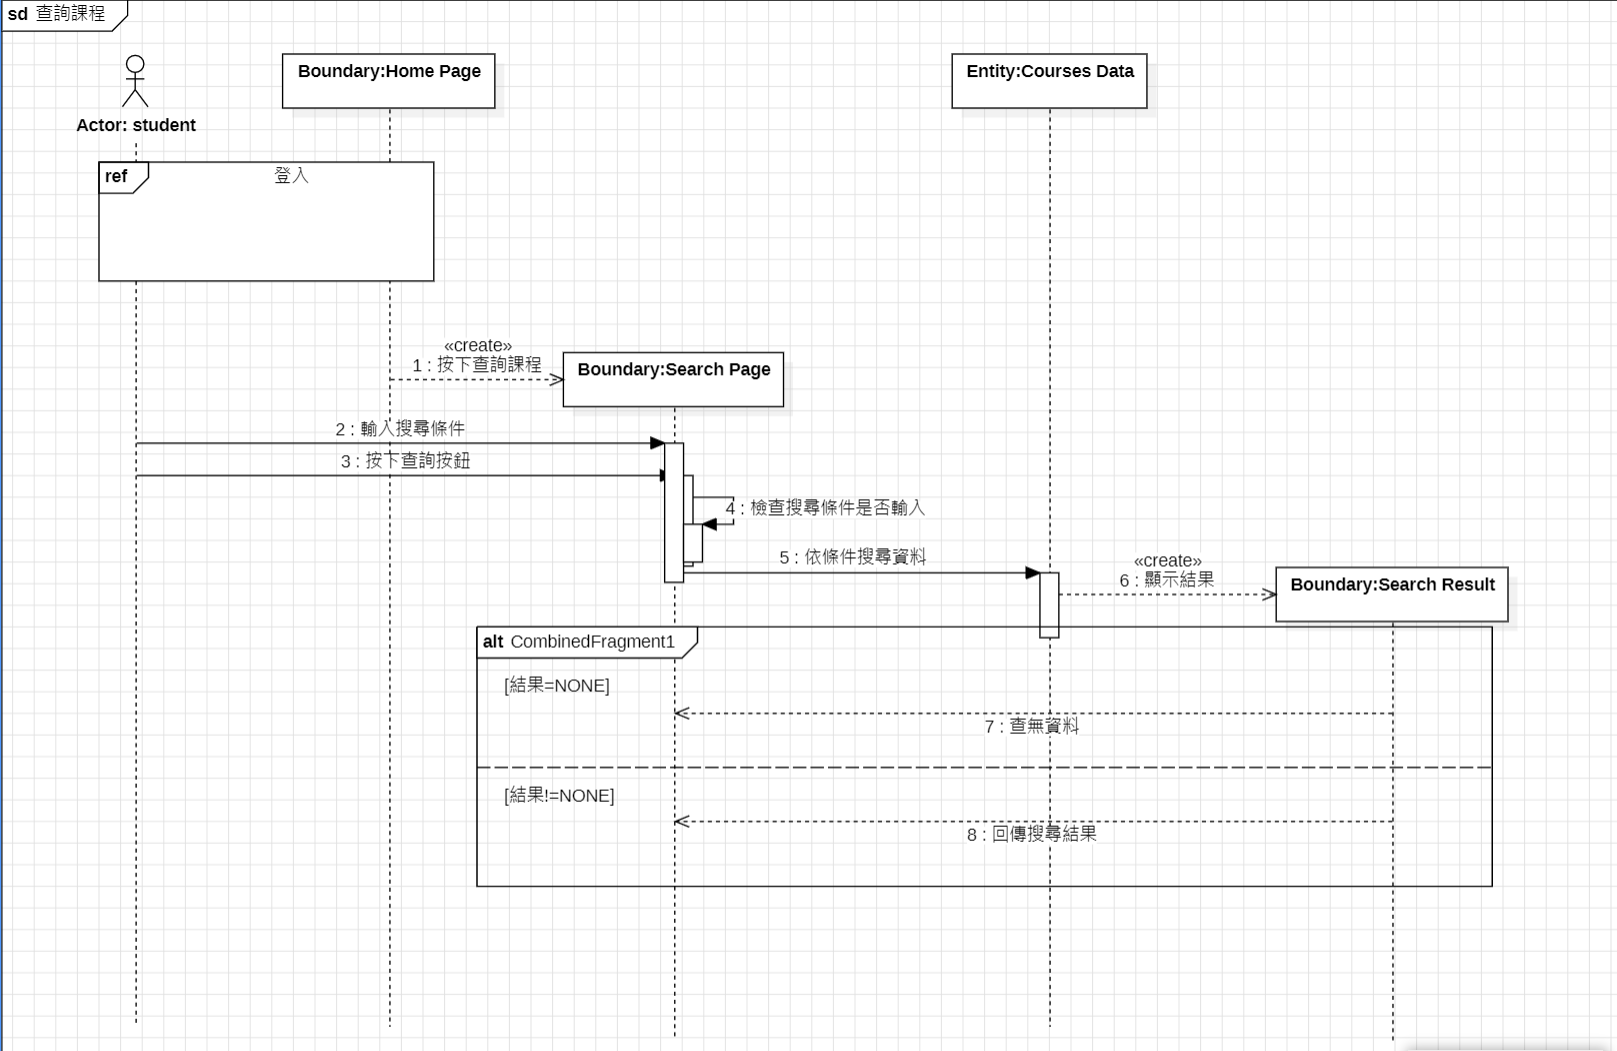 sd 查詢課程
Boundary:Home Page
Entity:Courses Data
Actor: student
ref
登入
«create»
1 : 按下查詢課程
Boundary:Search Page
2 : 輸入搜尋條件
3 : 按下查詢按鈕
4 : 檢查搜尋條件是否輸入
5 : 依條件搜尋資料
«create»
6 : 顯示結果
Boundary:Search Result
alt CombinedFragment1
[結果=NONE]
7 : 查無資料
[結果!=NONE]
8 : 回傳搜尋結果